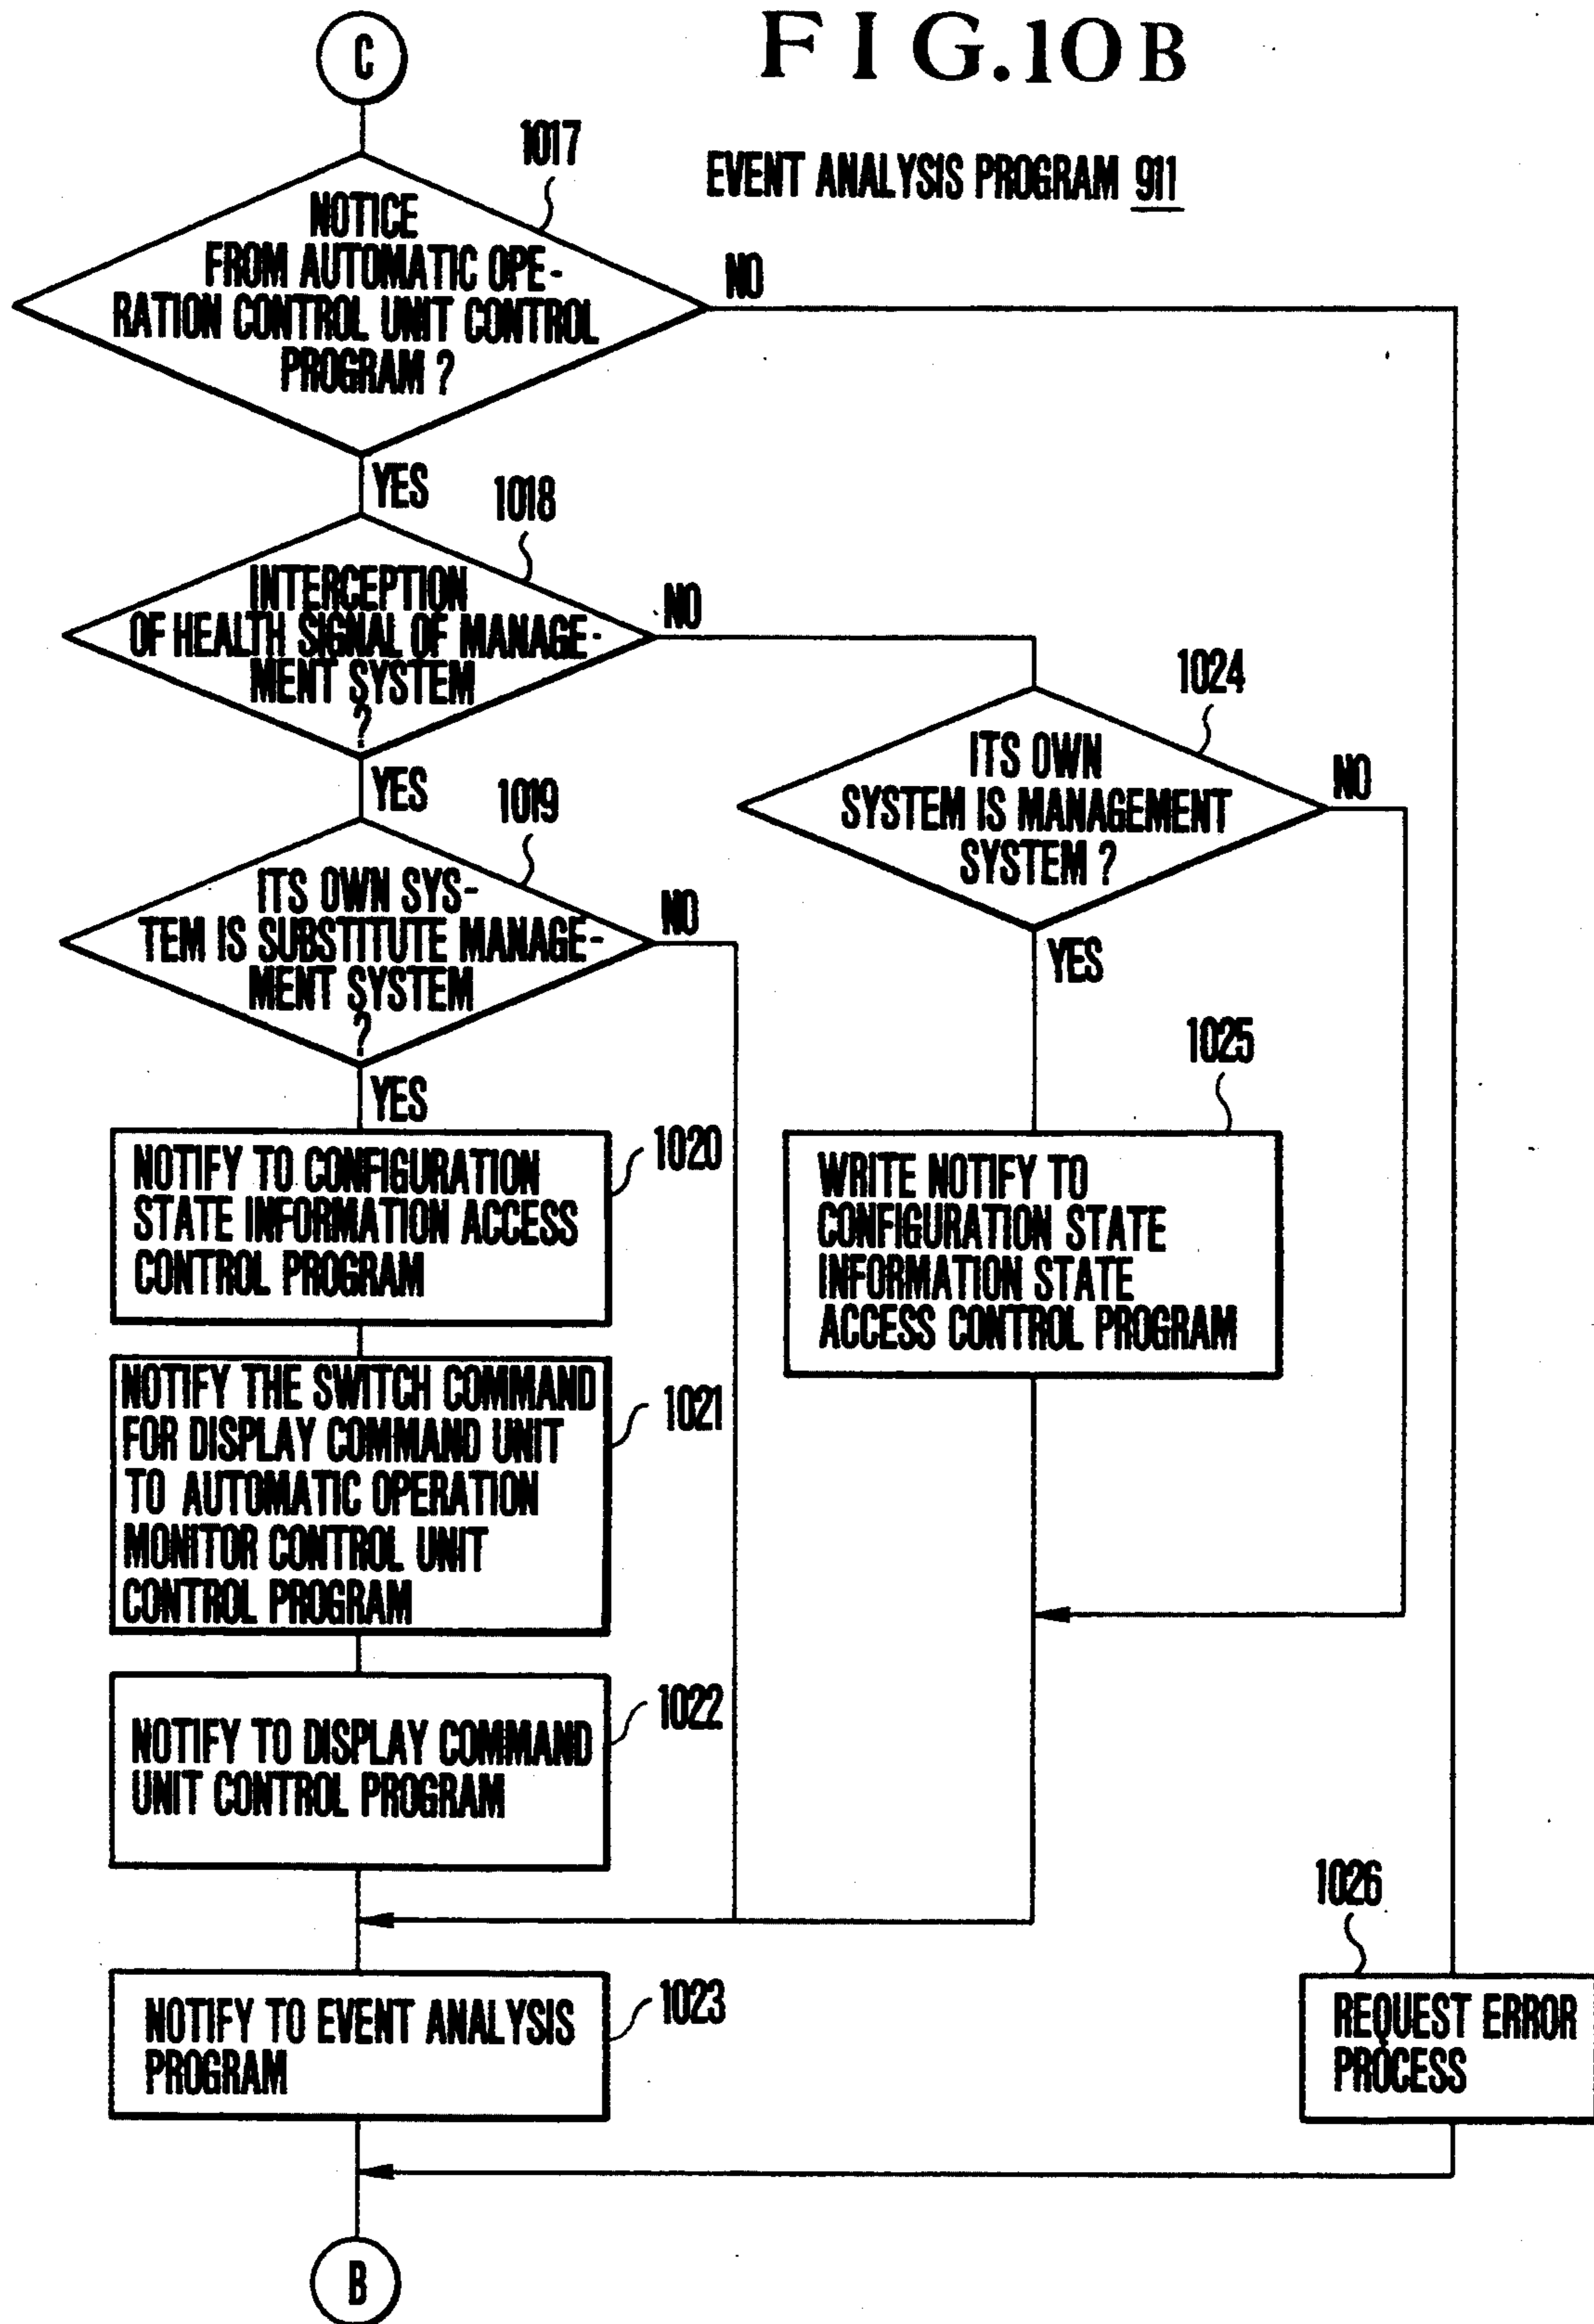 FIG.10B
C
EVENT ANALYSIS PROGRAM 911
1017
NOTICE
FROM AUTOMATIC OPE-
RATION CONTROL UNIT CONTROL
PROGRAM ?
NO
YES
1018
INTERCEPTION
OF HEALTH SIGNAL OF MANAGE-
MENT SYSTEM
?
NO
YES
1024
ITS OWN
SYSTEM IS MANAGEMENT
SYSTEM ?
NO
YES
1019
ITS OWN SYS-
TEM IS SUBSTITUTE MANAGE-
MENT SYSTEM
?
NO
YES
1020
NOTIFY TO CONFIGURATION
STATE INFORMATION ACCESS
CONTROL PROGRAM
1025
WRITE NOTIFY TO
CONFIGURATION STATE
INFORMATION STATE
ACCESS CONTROL PROGRAM
1021
NOTIFY THE SWITCH COMMAND
FOR DISPLAY COMMAND UNIT
TO AUTOMATIC OPERATION
MONITOR CONTROL UNIT
CONTROL PROGRAM
1022
NOTIFY TO DISPLAY COMMAND
UNIT CONTROL PROGRAM
1023
NOTIFY TO EVENT ANALYSIS
PROGRAM
1026
REQUEST ERROR
PROCESS
B